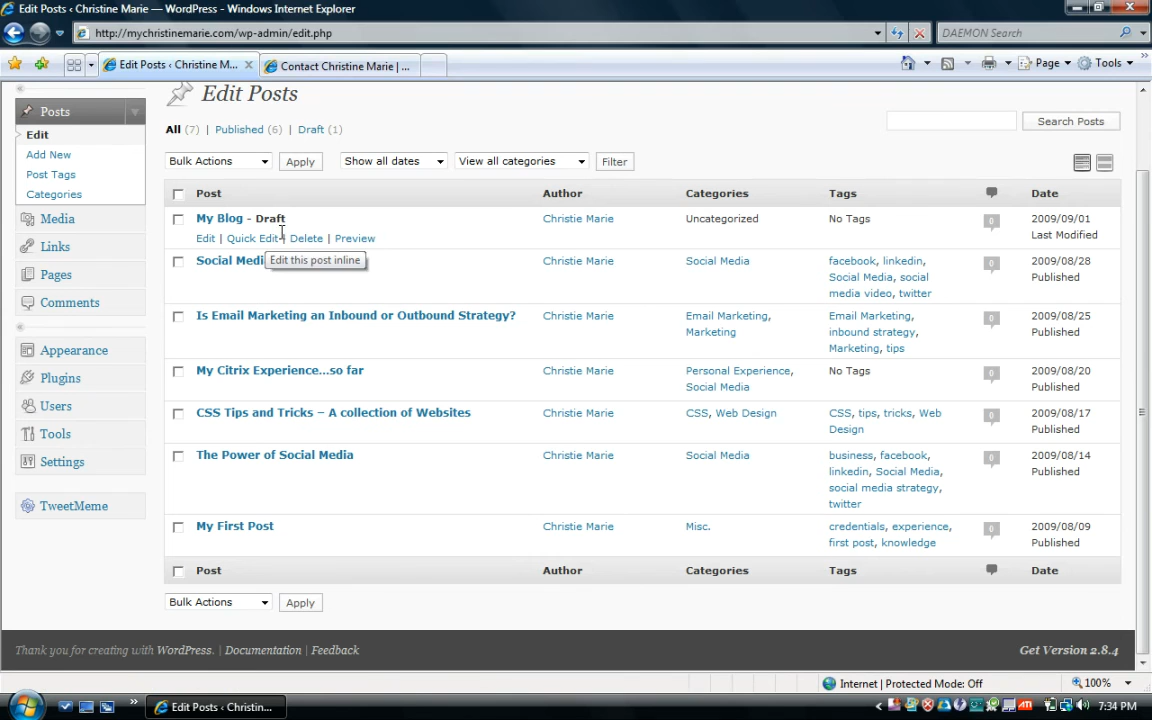 Edit Posts ‹ Christine Marie — WordPress - Windows Internet Explorer
http://mychristinemarie.com/wp-admin/edit.php
DAEMON Search
Edit Posts ‹ Christine M...
Contact Christine Marie | ...
Page
Tools
Posts
Edit
Add New
Post Tags
Categories
Media
Links
Pages
Comments
Appearance
Plugins
Users
Tools
Settings
TweetMeme
Edit Posts
All (7) | Published (6) | Draft (1)
Search Posts
Bulk Actions Apply Show all dates View all categories Filter
Post Author Categories Tags Date
My Blog - Draft Christie Marie Uncategorized No Tags 0 2009/09/01
Edit | Quick Edit | Delete | Preview Last Modified
Edit this post inline
Social Medi Christie Marie Social Media facebook, linkedin, 0 2009/08/28
Social Media, social Published
media video, twitter
Is Email Marketing an Inbound or Outbound Strategy? Christie Marie Email Marketing, Email Marketing, 0 2009/08/25
Marketing inbound strategy, Published
Marketing, tips
My Citrix Experience...so far Christie Marie Personal Experience, No Tags 0 2009/08/20
Social Media Published
CSS Tips and Tricks – A collection of Websites Christie Marie CSS, Web Design CSS, tips, tricks, Web 0 2009/08/17
Design Published
The Power of Social Media Christie Marie Social Media business, facebook, 0 2009/08/14
linkedin, Social Media, Published
social media strategy,
twitter
My First Post Christie Marie Misc. credentials, experience, 0 2009/08/09
first post, knowledge Published
Post Author Categories Tags Date
Bulk Actions Apply
Thank you for creating with WordPress. | Documentation | Feedback Get Version 2.8.4
Internet | Protected Mode: Off 100%
Edit Posts ‹ Christin... 7:34 PM